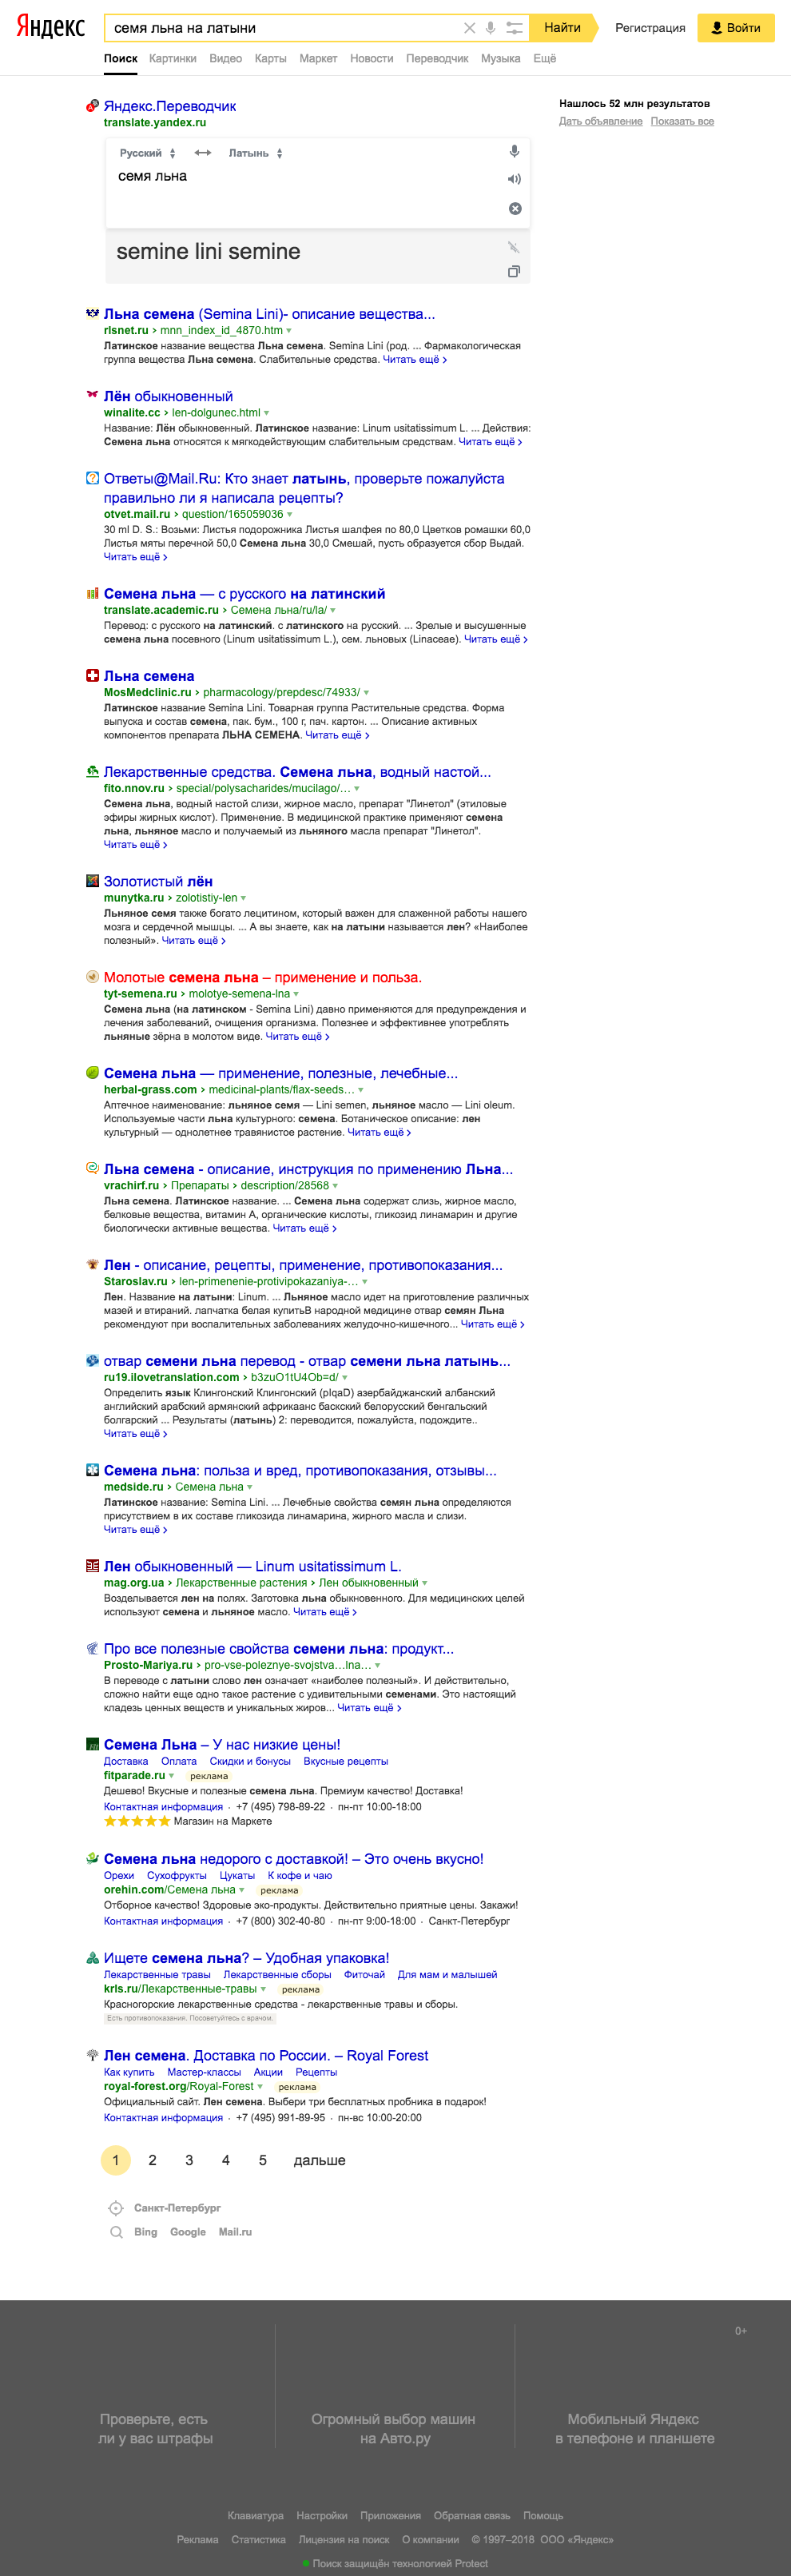 Яндекс
семя льна на латыни
Найти
Регистрация
Войти
Поиск Картинки Видео Карты Маркет Новости Переводчик Музыка Ещё
Яндекс.Переводчик
translate.yandex.ru
Нашлось 52 млн результатов
Дать объявление Показать все
Русский Латынь
семя льна
semine lini semine
Льна семена (Semina Lini)- описание вещества...
rlsnet.ru › mnn_index_id_4870.htm
Латинское название вещества Льна семена. Semina Lini (род. ... Фармакологическая
группа вещества Льна семена. Слабительные средства. Читать ещё ›
Лён обыкновенный
winalite.cc › len-dolgunec.html
Название: Лён обыкновенный. Латинское название: Linum usitatissimum L. ... Действия:
Семена льна относятся к мягкодействующим слабительным средствам. Читать ещё ›
Ответы@Mail.Ru: Кто знает латынь, проверьте пожалуйста
правильно ли я написала рецепты?
otvet.mail.ru › question/165059036
30 ml D. S.: Возьми: Листья подорожника Листья шалфея по 80,0 Цветков ромашки 60,0
Листья мяты перечной 50,0 Семена льна 30,0 Смешай, пусть образуется сбор Выдай.
Читать ещё ›
Семена льна — с русского на латинский
translate.academic.ru › Семена льна/ru/la/
Перевод: с русского на латинский. с латинского на русский. ... Зрелые и высушенные
семена льна посевного (Linum usitatissimum L.), сем. льновых (Linaceae). Читать ещё ›
Льна семена
MosMedclinic.ru › pharmacology/prepdesc/74933/
Латинское название Semina Lini. Товарная группа Растительные средства. Форма
выпуска и состав семена, пак. бум., 100 г, пач. картон. ... Описание активных
компонентов препарата ЛЬНА СЕМЕНА. Читать ещё ›
Лекарственные средства. Семена льна, водный настой...
fito.nnov.ru › special/polysacharides/mucilago/…
Семена льна, водный настой слизи, жирное масло, препарат "Линетол" (этиловые
эфиры жирных кислот). Применение. В медицинской практике применяют семена
льна, льняное масло и получаемый из льняного масла препарат "Линетол".
Читать ещё ›
Золотистый лён
munytka.ru › zolotistiy-len
Льняное семя также богато лецитином, который важен для слаженной работы нашего
мозга и сердечной мышцы. ... А вы знаете, как на латыни называется лен? «Наиболее
полезный». Читать ещё ›
Молотые семена льна – применение и польза.
tyt-semena.ru › molotye-semena-lna
Семена льна (на латинском - Semina Lini) давно применяются для предупреждения и
лечения заболеваний, очищения организма. Полезнее и эффективнее употреблять
льняные зёрна в молотом виде. Читать ещё ›
Семена льна — применение, полезные, лечебные...
herbal-grass.com › medicinal-plants/flax-seeds…
Аптечное наименование: льняное семя — Lini semen, льняное масло — Lini oleum.
Используемые части льна культурного: семена. Ботаническое описание: лен
культурный — однолетнее травянистое растение. Читать ещё ›
Льна семена - описание, инструкция по применению Льна...
vrachirf.ru › Препараты › description/28568
Льна семена. Латинское название. ... Семена льна содержат слизь, жирное масло,
белковые вещества, витамин А, органические кислоты, гликозид линамарин и другие
биологически активные вещества. Читать ещё ›
Лен - описание, рецепты, применение, противопоказания...
Staroslav.ru › len-primenenie-protivipokazaniya-…
Лен. Название на латыни: Linum. ... Льняное масло идет на приготовление различных
мазей и втираний. лапчатка белая купитьВ народной медицине отвар семян Льна
рекомендуют при воспалительных заболеваниях желудочно-кишечного... Читать ещё ›
отвар семени льна перевод - отвар семени льна латынь...
ru19.ilovetranslation.com › b3zuO1tU4Ob=d/
Определить язык Клингонский Клингонский (pIqaD) азербайджанский албанский
английский арабский армянский африкаанс баскский белорусский бенгальский
болгарский ... Результаты (латынь) 2: переводится, пожалуйста, подождите..
Читать ещё ›
Семена льна: польза и вред, противопоказания, отзывы...
medside.ru › Семена льна
Латинское название: Semina Lini. ... Лечебные свойства семян льна определяются
присутствием в их составе гликозида линамарина, жирного масла и слизи.
Читать ещё ›
Лен обыкновенный — Linum usitatissimum L.
mag.org.ua › Лекарственные растения › Лен обыкновенный
Возделывается лен на полях. Заготовка льна обыкновенного. Для медицинских целей
используют семена и льняное масло. Читать ещё ›
Про все полезные свойства семени льна: продукт...
Prosto-Mariya.ru › pro-vse-poleznye-svojstva…lna…
В переводе с латыни слово лен означает «наиболее полезный». И действительно,
сложно найти еще одно такое растение с удивительными семенами. Это настоящий
кладезь ценных веществ и уникальных жиров... Читать ещё ›
Семена Льна – У нас низкие цены!
Доставка Оплата Скидки и бонусы Вкусные рецепты
fitparade.ru реклама
Дешево! Вкусные и полезные семена льна. Премиум качество! Доставка!
Контактная информация · +7 (495) 798-89-22 · пн-пт 10:00-18:00
Магазин на Маркете
Семена льна недорого с доставкой! – Это очень вкусно!
Орехи Сухофрукты Цукаты К кофе и чаю
orehin.com/Семена льна реклама
Отборное качество! Здоровые эко-продукты. Действительно приятные цены. Закажи!
Контактная информация · +7 (800) 302-40-80 · пн-пт 9:00-18:00 · Санкт-Петербург
Ищете семена льна? – Удобная упаковка!
Лекарственные травы Лекарственные сборы Фиточай Для мам и малышей
krls.ru/Лекарственные-травы реклама
Красногорские лекарственные средства - лекарственные травы и сборы.
Есть противопоказания. Посоветуйтесь с врачом.
Лен семена. Доставка по России. – Royal Forest
Как купить Мастер-классы Акции Рецепты
royal-forest.org/Royal-Forest реклама
Официальный сайт. Лен семена. Выбери три бесплатных пробника в подарок!
Контактная информация · +7 (495) 991-89-95 · пн-вс 10:00-20:00
1 2 3 4 5 дальше
Санкт-Петербург
Bing Google Mail.ru
0+
Проверьте, есть
ли у вас штрафы
Огромный выбор машин
на Авто.ру
Мобильный Яндекс
в телефоне и планшете
Клавиатура Настройки Приложения Обратная связь Помощь
Реклама Статистика Лицензия на поиск О компании © 1997–2018 ООО «Яндекс»
Поиск защищён технологией Protect